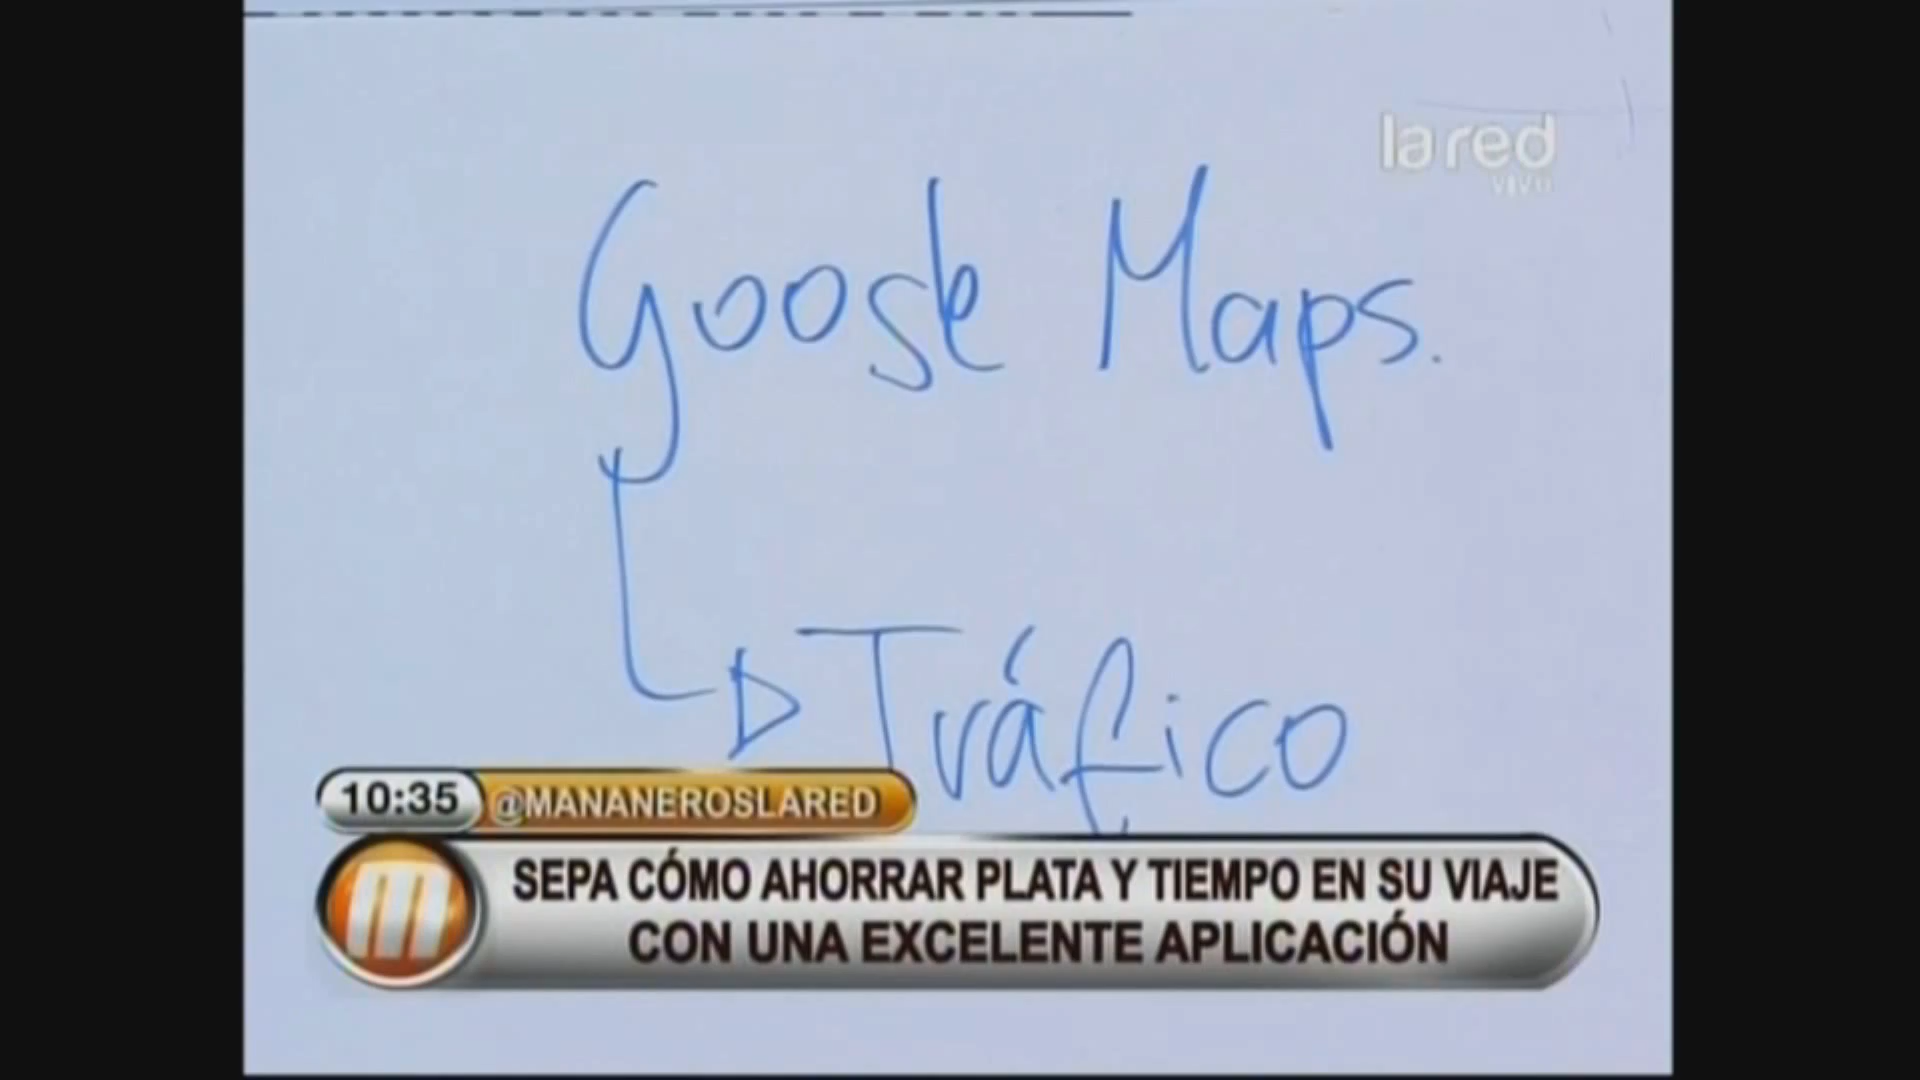 la red
VIVO
Google Maps.
Tráfico
10:35 @MANANEROSLARED
m SEPA CÓMO AHORRAR PLATA Y TIEMPO EN SU VIAJE
CON UNA EXCELENTE APLICACIÓN